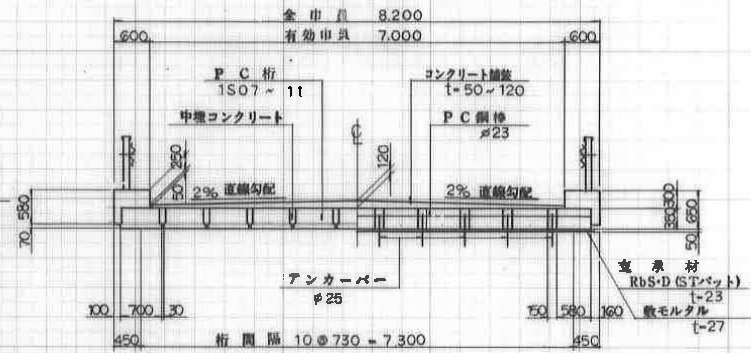 全巾員 8.200
600 有効巾員 7.000 600
PC桁
1S07~11
コンクリート舗装
t=50~120
中埋コンクリート
PC鋼棒
ø23
℄
250
50
120
2% 直線勾配
2% 直線勾配
580
70
350 300
650
50
アンカーバー
ø25
支承材
RbS・D (STパット)
t=23
敷モルタル
t=27
100 700 30
150 580 160
450 桁間隔 10@730=7.300 450